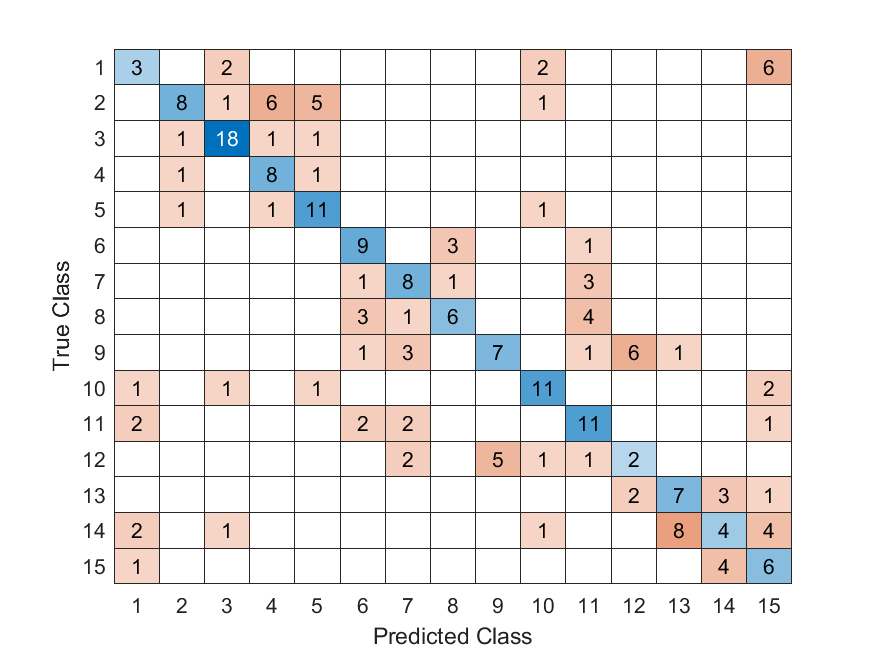 1 3 2 2 6
2 8 1 6 5 1
3 1 18 1 1
4 1 8 1
5 1 1 11 1
6 9 3 1
7 1 8 1 3
8 3 1 6 4
9 1 3 7 1 6 1
10 1 1 1 11 2
11 2 2 2 11 1
12 2 5 1 1 2
13 2 7 3 1
14 2 1 1 8 4 4
15 1 4 6
1 2 3 4 5 6 7 8 9 10 11 12 13 14 15
Predicted Class
True Class